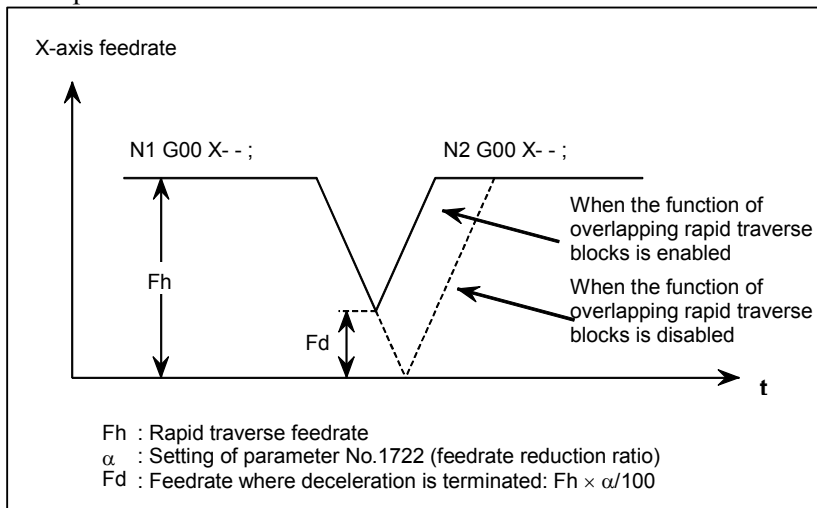 X-axis feedrate
N1 G00 X- - ;
N2 G00 X- - ;
When the function of
overlapping rapid traverse
blocks is enabled
Fh
When the function of
overlapping rapid traverse
blocks is disabled
Fd
t
Fh : Rapid traverse feedrate
α : Setting of parameter No.1722 (feedrate reduction ratio)
Fd : Feedrate where deceleration is terminated: Fh × α/100